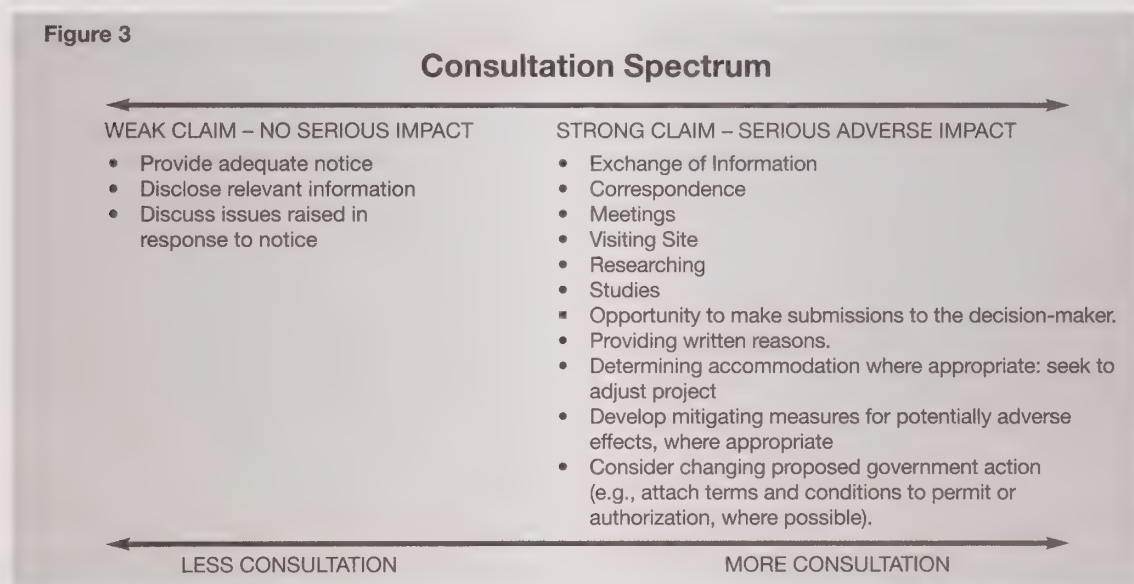 Figure 3
Consultation Spectrum
WEAK CLAIM – NO SERIOUS IMPACT
• Provide adequate notice
• Disclose relevant information
• Discuss issues raised in
response to notice
STRONG CLAIM – SERIOUS ADVERSE IMPACT
• Exchange of Information
• Correspondence
• Meetings
• Visiting Site
• Researching
• Studies
• Opportunity to make submissions to the decision-maker.
• Providing written reasons.
• Determining accommodation where appropriate: seek to
adjust project
• Develop mitigating measures for potentially adverse
effects, where appropriate
• Consider changing proposed government action
(e.g., attach terms and conditions to permit or
authorization, where possible).
LESS CONSULTATION
MORE CONSULTATION